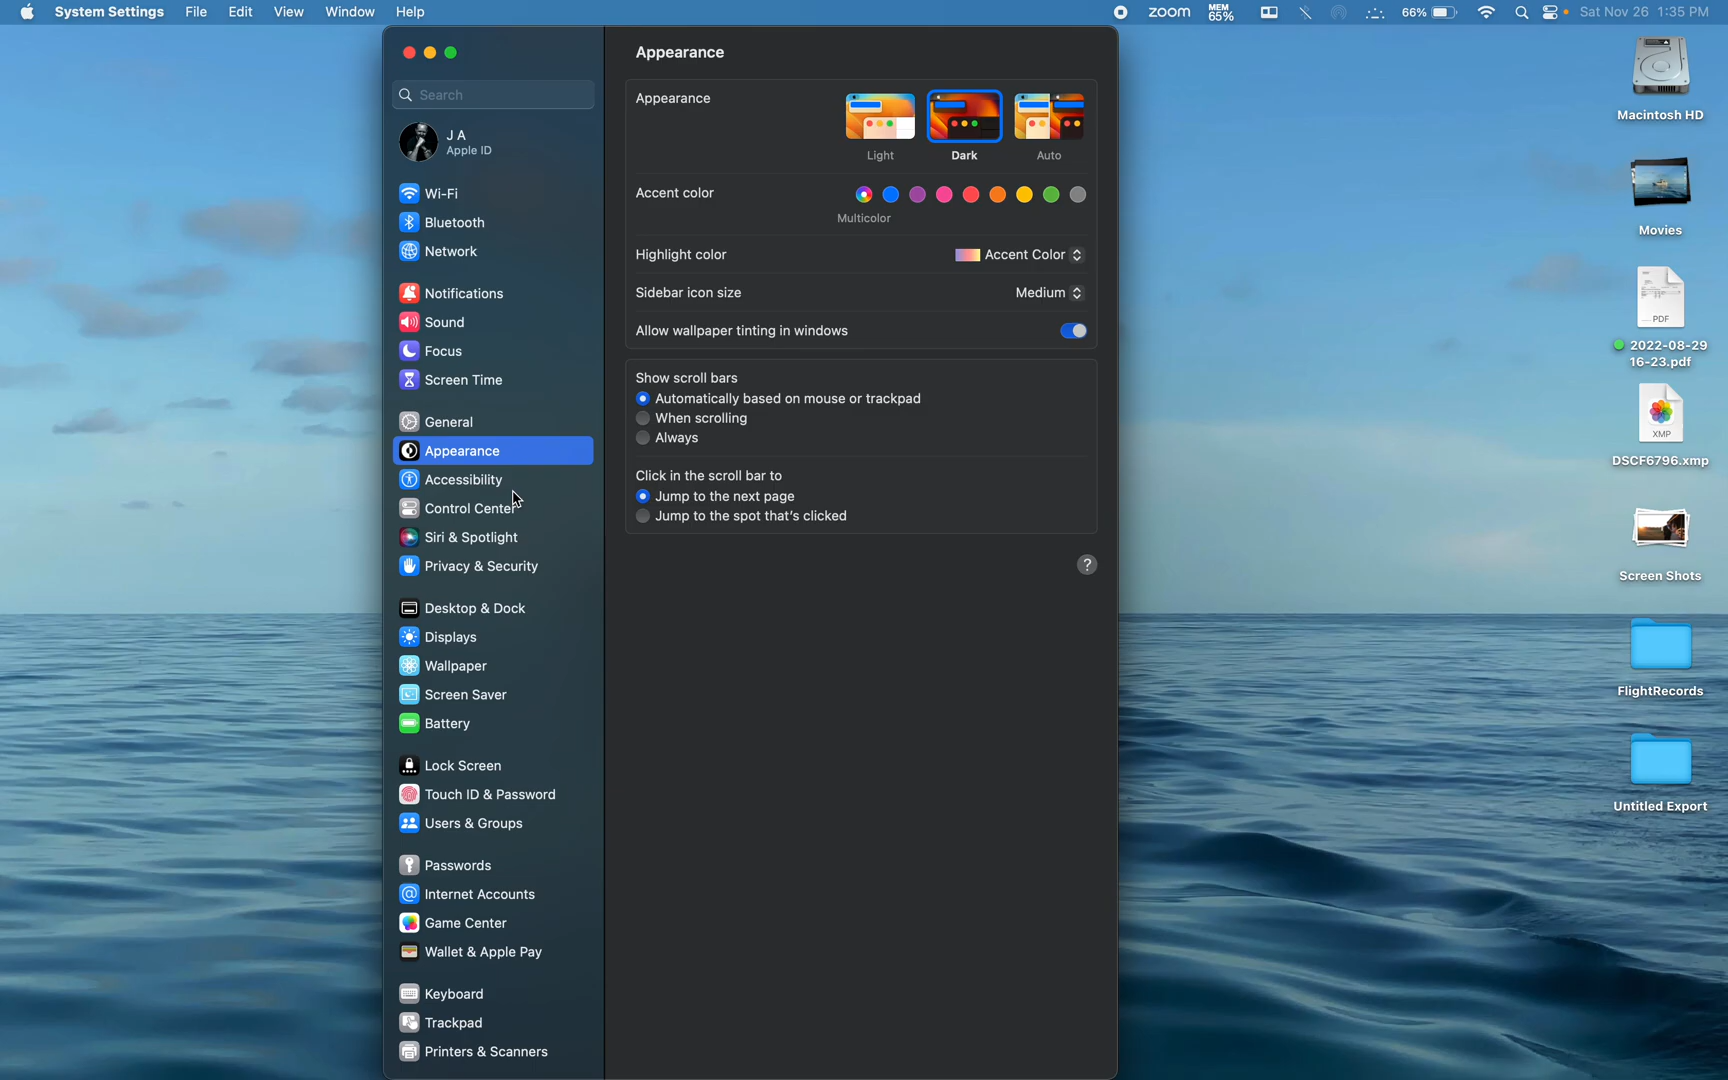 System Settings File Edit View Window Help
zoom MEM 65% 66% Sat Nov 26 1:35 PM
Search
J A
Apple ID
Wi-Fi
Bluetooth
Network
Notifications
Sound
Focus
Screen Time
General
Appearance
Accessibility
Control Center
Siri & Spotlight
Privacy & Security
Desktop & Dock
Displays
Wallpaper
Screen Saver
Battery
Lock Screen
Touch ID & Password
Users & Groups
Passwords
Internet Accounts
Game Center
Wallet & Apple Pay
Keyboard
Trackpad
Printers & Scanners
Appearance
Appearance
Light Dark Auto
Accent color
Multicolor
Highlight color Accent Color
Sidebar icon size Medium
Allow wallpaper tinting in windows
Show scroll bars
Automatically based on mouse or trackpad
When scrolling
Always
Click in the scroll bar to
Jump to the next page
Jump to the spot that's clicked
?
Macintosh HD
Movies
PDF
2022-08-29
16-23.pdf
XMP
DSCF6796.xmp
Screen Shots
FlightRecords
Untitled Export